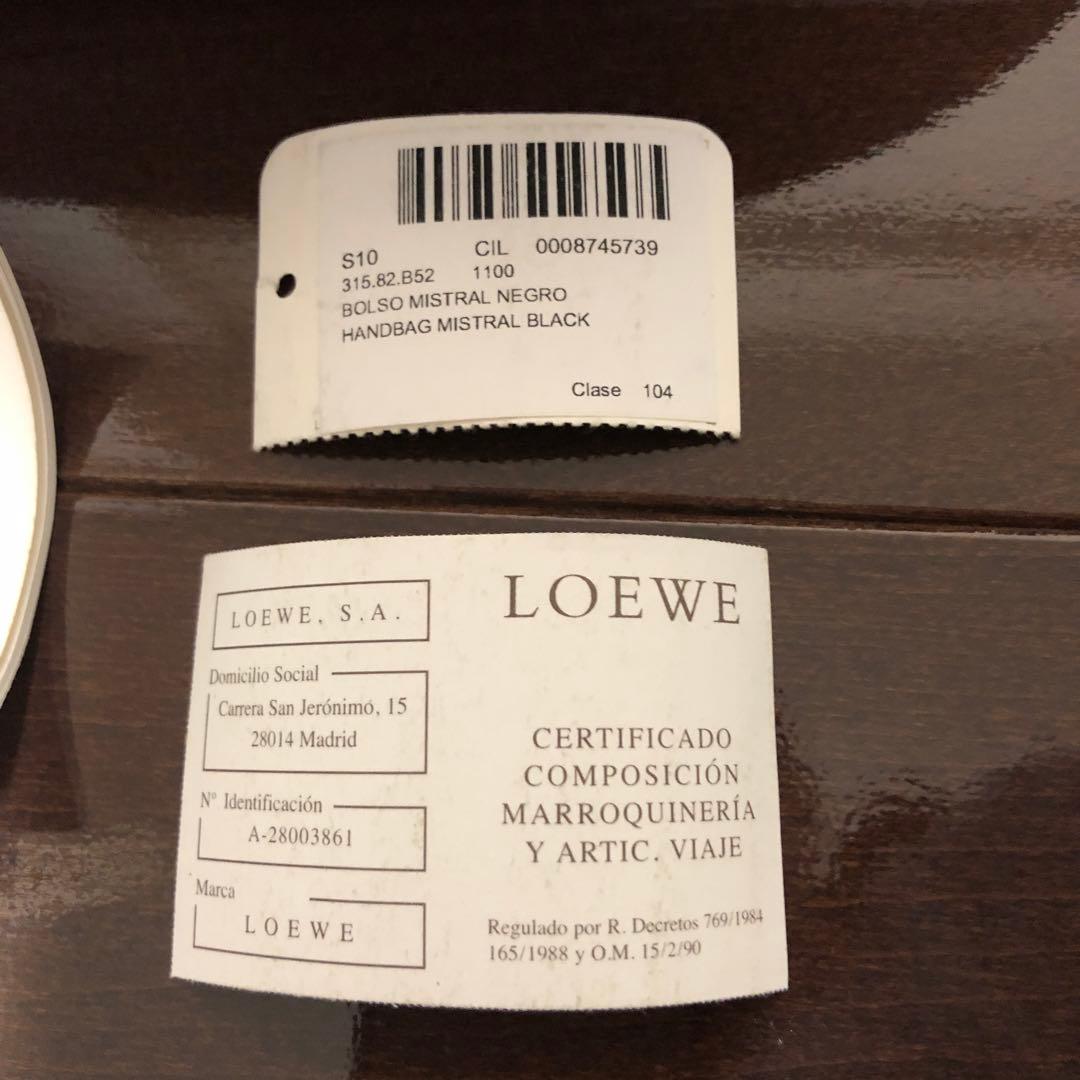 S10 CIL 0008745739
315.82.B52 1100
BOLSO MISTRAL NEGRO
HANDBAG MISTRAL BLACK
Clase 104
LOEWE, S.A.
Domicilio Social
Carrera San Jerónimo, 15
28014 Madrid
Nº Identificación
A-28003861
Marca
LOEWE
LOEWE
CERTIFICADO
COMPOSICIÓN
MARROQUINERÍA
Y ARTIC. VIAJE
Regulado por R. Decretos 769/1984
165/1988 y O.M. 15/2/90